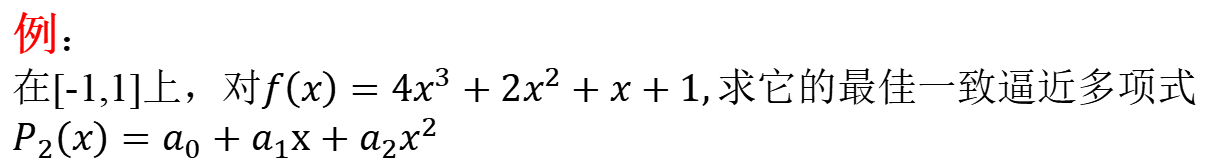 例：
在[-1,1]上，对𝑓(𝑥) = 4𝑥³ + 2𝑥² + 𝑥 + 1,求它的最佳一致逼近多项式
𝑃₂(𝑥) = 𝑎₀ + 𝑎₁x + 𝑎₂𝑥²